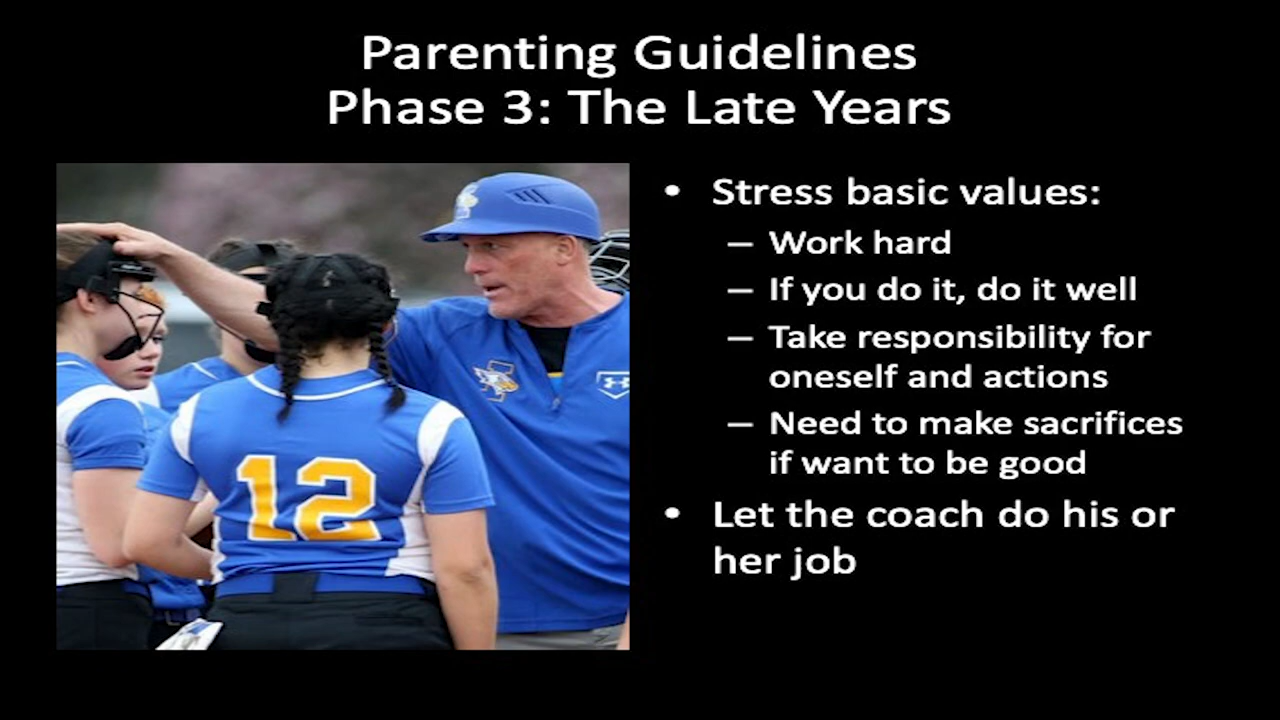 Parenting Guidelines
Phase 3: The Late Years
• Stress basic values:
– Work hard
– If you do it, do it well
– Take responsibility for
oneself and actions
– Need to make sacrifices
if want to be good
• Let the coach do his or
her job
12